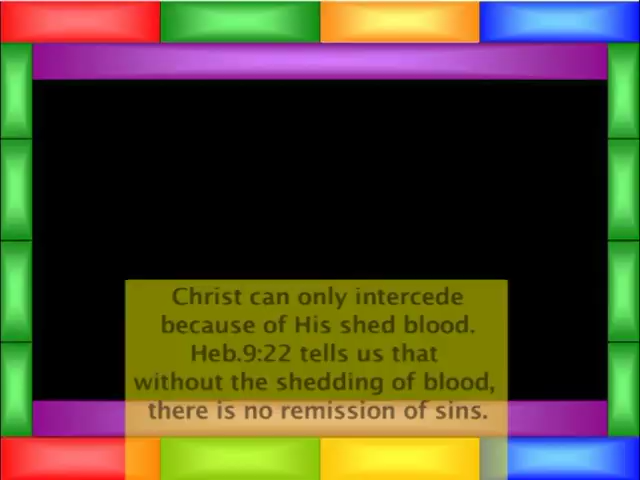 Christ can only intercede
because of His shed blood.
Heb.9:22 tells us that
without the shedding of blood,
there is no remission of sins.